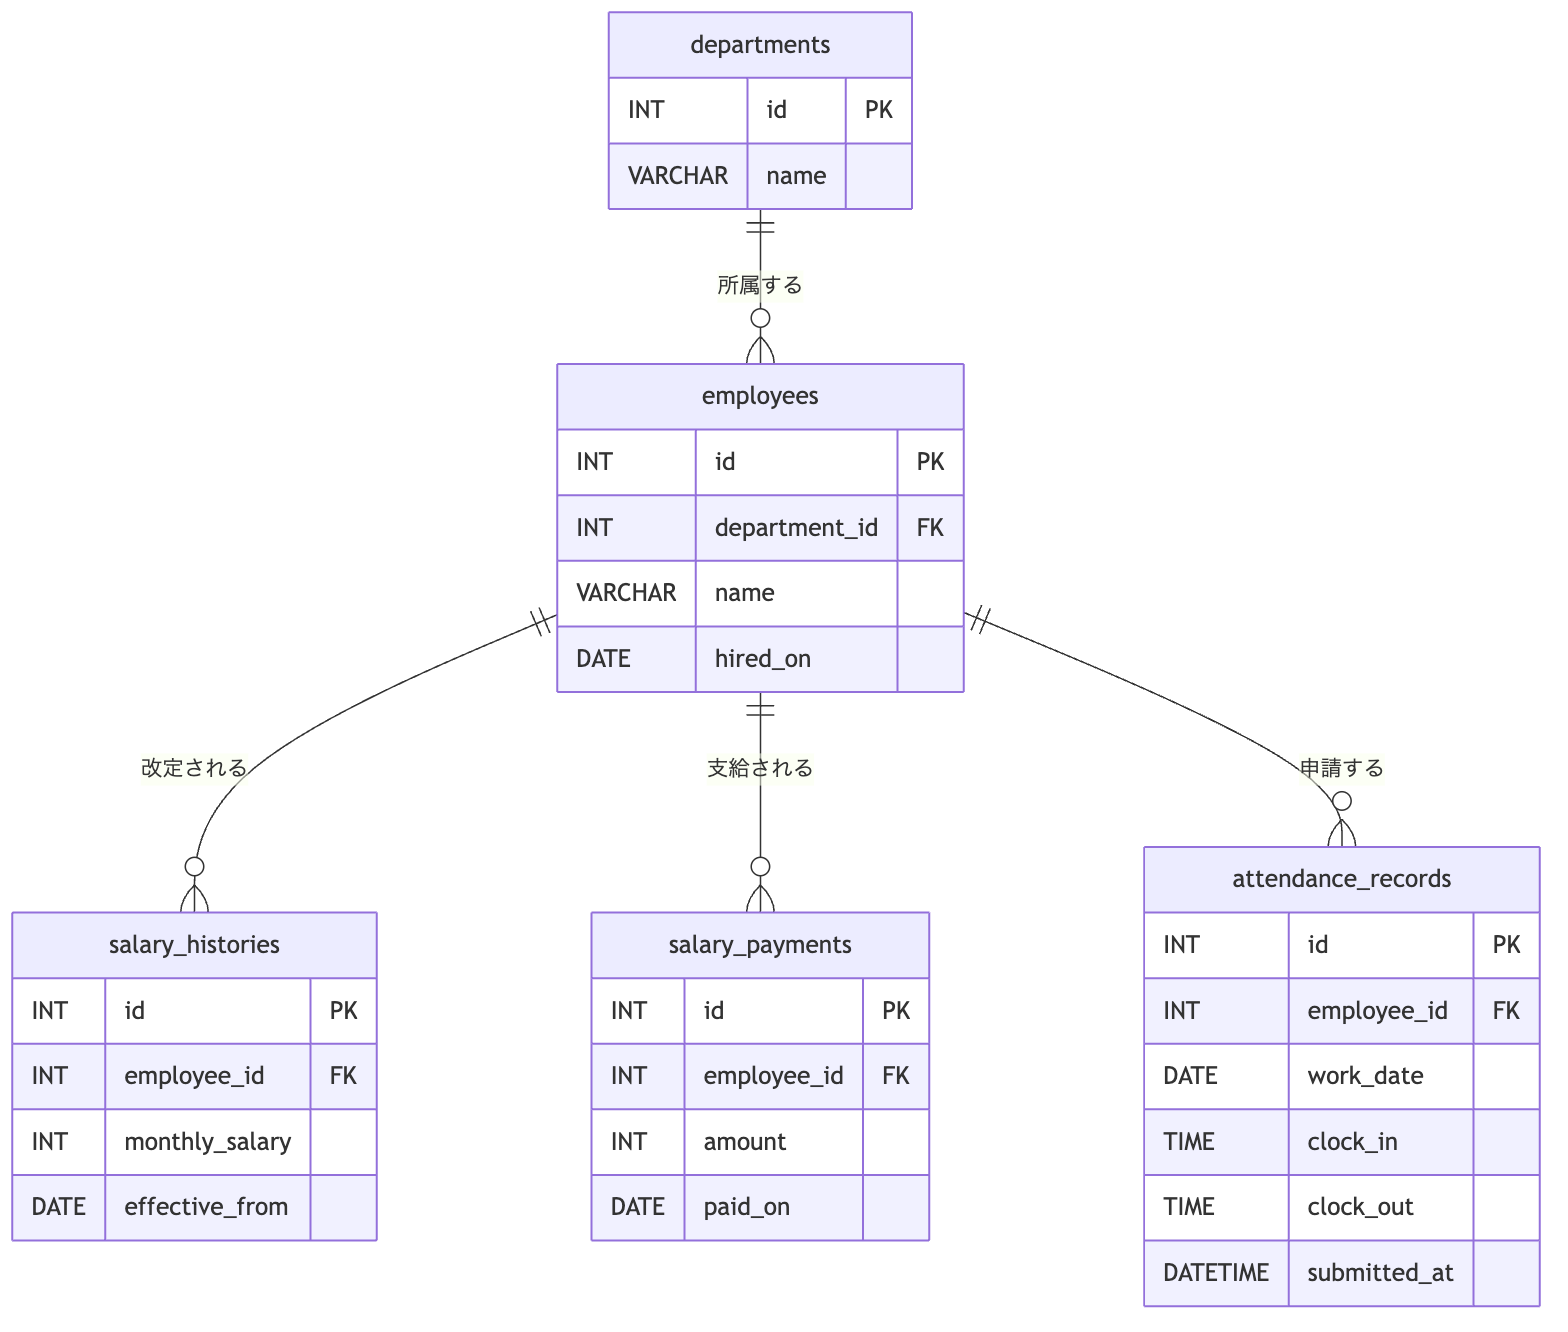 departments
INT id PK
VARCHAR name
所属する
employees
INT id PK
INT department_id FK
VARCHAR name
DATE hired_on
改定される
支給される
申請する
salary_histories
INT id PK
INT employee_id FK
INT monthly_salary
DATE effective_from
salary_payments
INT id PK
INT employee_id FK
INT amount
DATE paid_on
attendance_records
INT id PK
INT employee_id FK
DATE work_date
TIME clock_in
TIME clock_out
DATETIME submitted_at